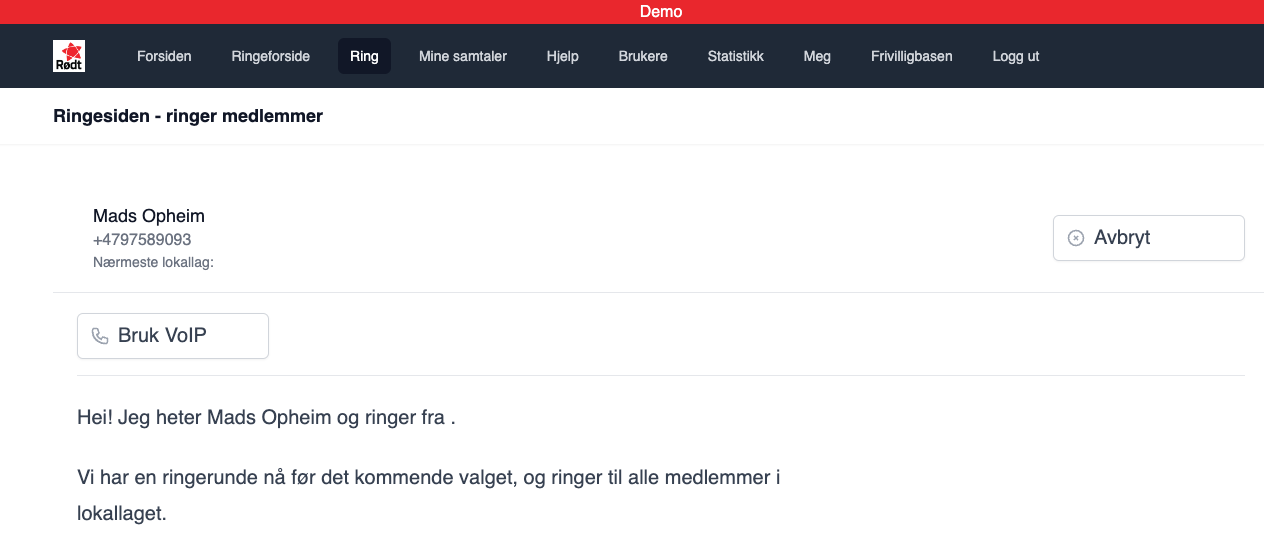 Demo
Rødt
Forsiden
Ringeforside
Ring
Mine samtaler
Hjelp
Brukere
Statistikk
Meg
Frivilligbasen
Logg ut
Ringesiden - ringer medlemmer
Mads Opheim
+4797589093
Nærmeste lokallag:
Avbryt
Bruk VoIP
Hei! Jeg heter Mads Opheim og ringer fra .
Vi har en ringerunde nå før det kommende valget, og ringer til alle medlemmer i
lokallaget.